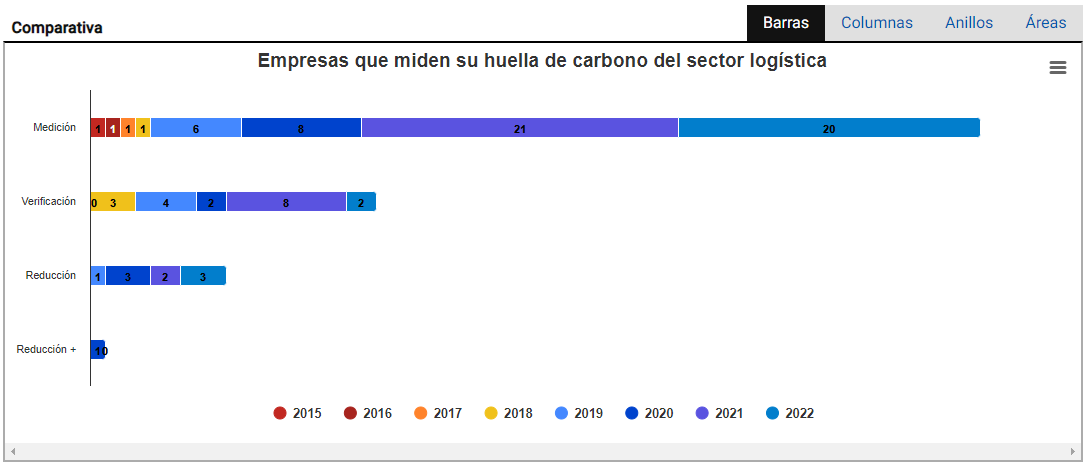 Comparativa
Barras Columnas Anillos Áreas
Empresas que miden su huella de carbono del sector logística
Medición 1 1 1 1 6 8 21 20
Verificación 0 3 4 2 8 2
Reducción 1 3 2 3
Reducción + 1 0
2015 2016 2017 2018 2019 2020 2021 2022